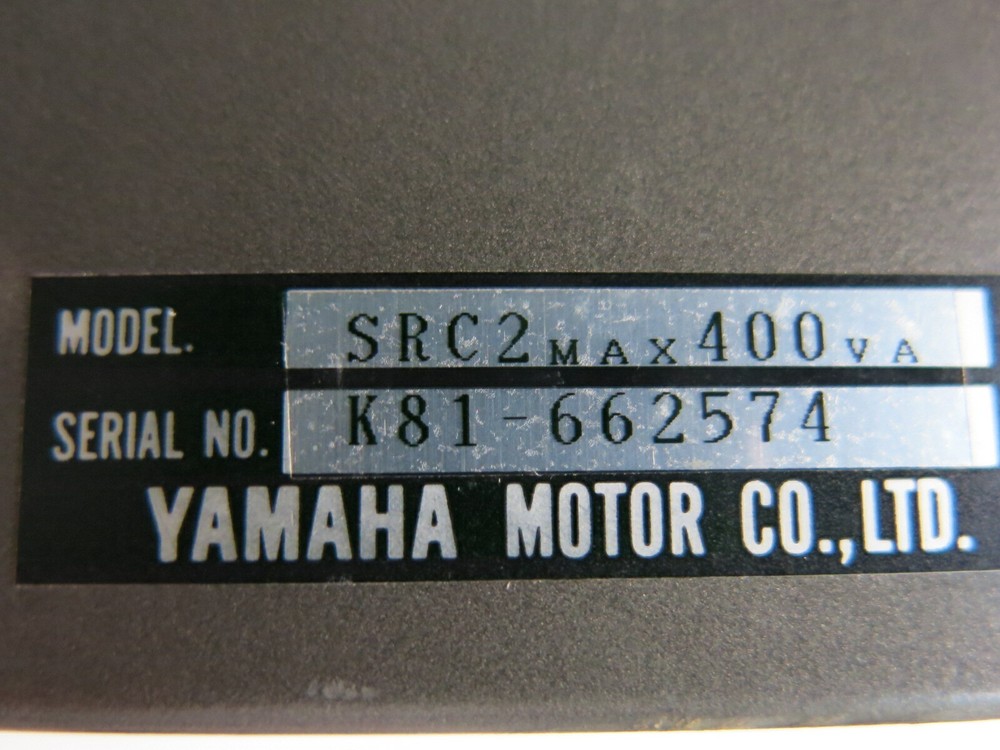 MODEL. SRC2 MAX 400 VA
SERIAL NO. K81-662574
YAMAHA MOTOR CO.,LTD.